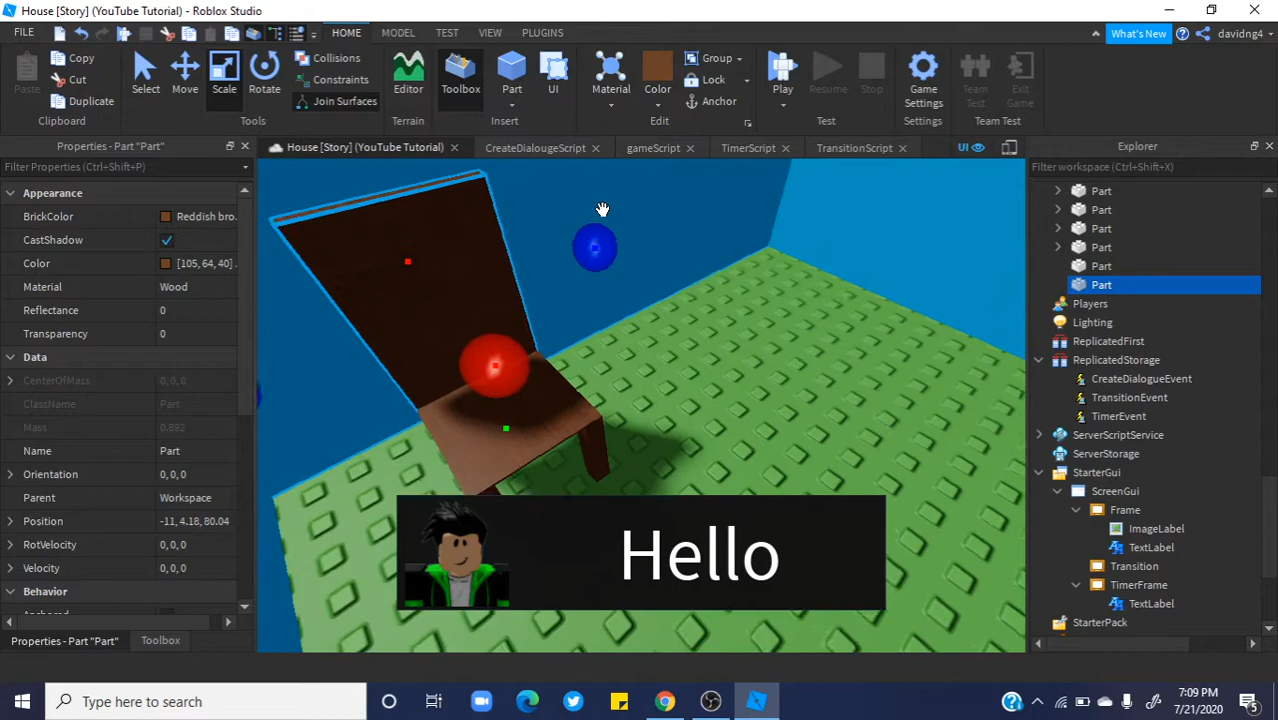 House [Story] (YouTube Tutorial) - Roblox Studio
FILE HOME MODEL TEST VIEW PLUGINS What's New davidng4
Paste Copy Cut Duplicate Clipboard
Select Move Scale Rotate Tools
Collisions Constraints Join Surfaces
Editor Terrain
Toolbox Part UI Insert
Material Color Group Lock Anchor Edit
Play Resume Stop Test
Game Settings Settings
Team Test Exit Game Team Test
Properties - Part "Part"
House [Story] (YouTube Tutorial) CreateDialougeScript gameScript TimerScript TransitionScript UI
Explorer
Filter Properties (Ctrl+Shift+P)
Filter workspace (Ctrl+Shift+X)
Appearance
BrickColor Reddish bro...
CastShadow
Color [105, 64, 40] ...
Material Wood
Reflectance 0
Transparency 0
Data
CenterOfMass 0, 0, 0
ClassName Part
Mass 0.892
Name Part
Orientation 0, 0, 0
Parent Workspace
Position -11, 4.18, 80.04
RotVelocity 0, 0, 0
Velocity 0, 0, 0
Behavior
Anchored
Properties - Part "Part" Toolbox
Hello
Part
Part
Part
Part
Part
Part
Players
Lighting
ReplicatedFirst
ReplicatedStorage
CreateDialogueEvent
TransitionEvent
TimerEvent
ServerScriptService
ServerStorage
StarterGui
ScreenGui
Frame
ImageLabel
TextLabel
Transition
TimerFrame
TextLabel
StarterPack
Type here to search
7:09 PM
7/21/2020
5